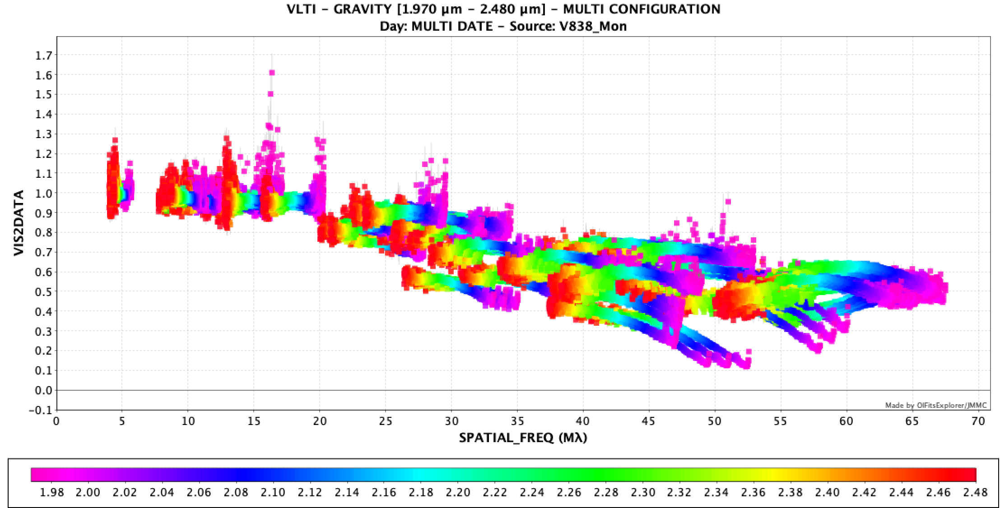 VLTI – GRAVITY [1.970 µm – 2.480 µm] – MULTI CONFIGURATION
Day: MULTI DATE – Source: V838_Mon
VIS2DATA
1.7
1.6
1.5
1.4
1.3
1.2
1.1
1.0
0.9
0.8
0.7
0.6
0.5
0.4
0.3
0.2
0.1
0.0
−0.1
Made by OIFitsExplorer/JMMC
0 5 10 15 20 25 30 35 40 45 50 55 60 65 70
SPATIAL_FREQ (Mλ)
1.98 2.00 2.02 2.04 2.06 2.08 2.10 2.12 2.14 2.16 2.18 2.20 2.22 2.24 2.26 2.28 2.30 2.32 2.34 2.36 2.38 2.40 2.42 2.44 2.46 2.48